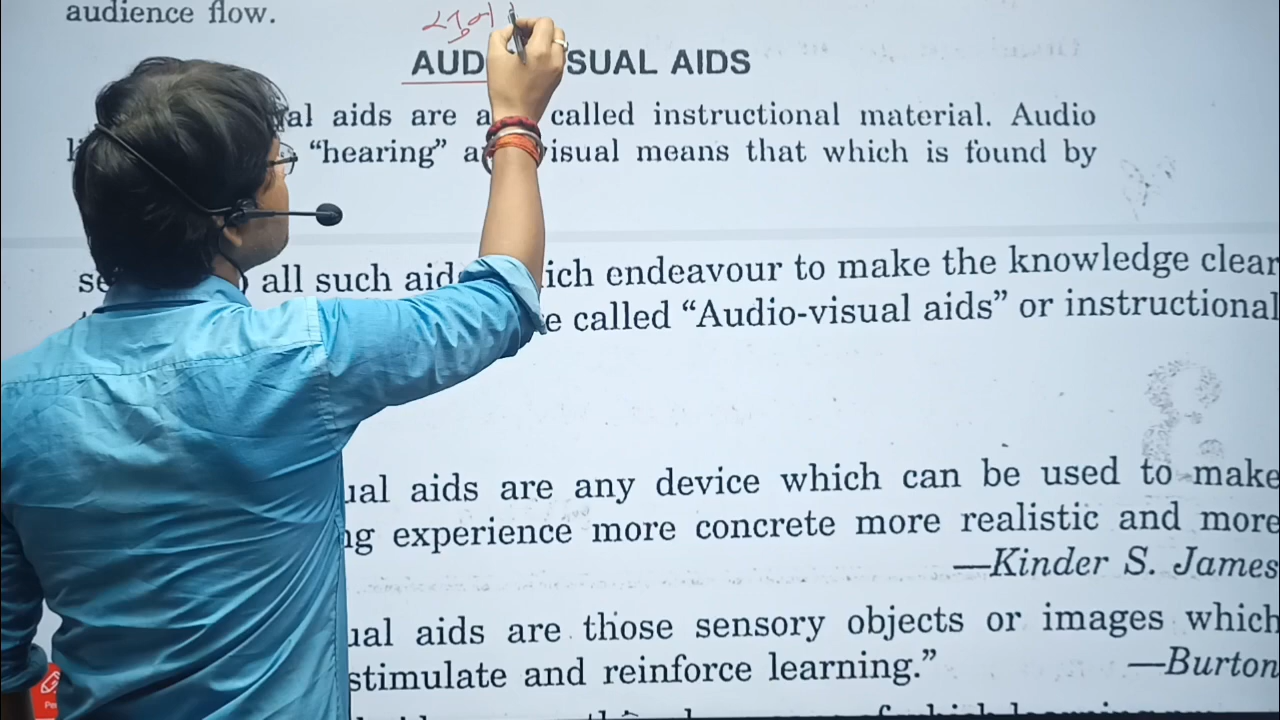 audience flow.
सुन
AUD SUAL AIDS
al aids are a called instructional material. Audio
"hearing" a isual means that which is found by
se all such aid ich endeavour to make the knowledge clear
e called "Audio-visual aids" or instructional
ual aids are any device which can be used to make
ng experience more concrete more realistic and more
—Kinder S. James
ual aids are those sensory objects or images which
stimulate and reinforce learning."
—Burton